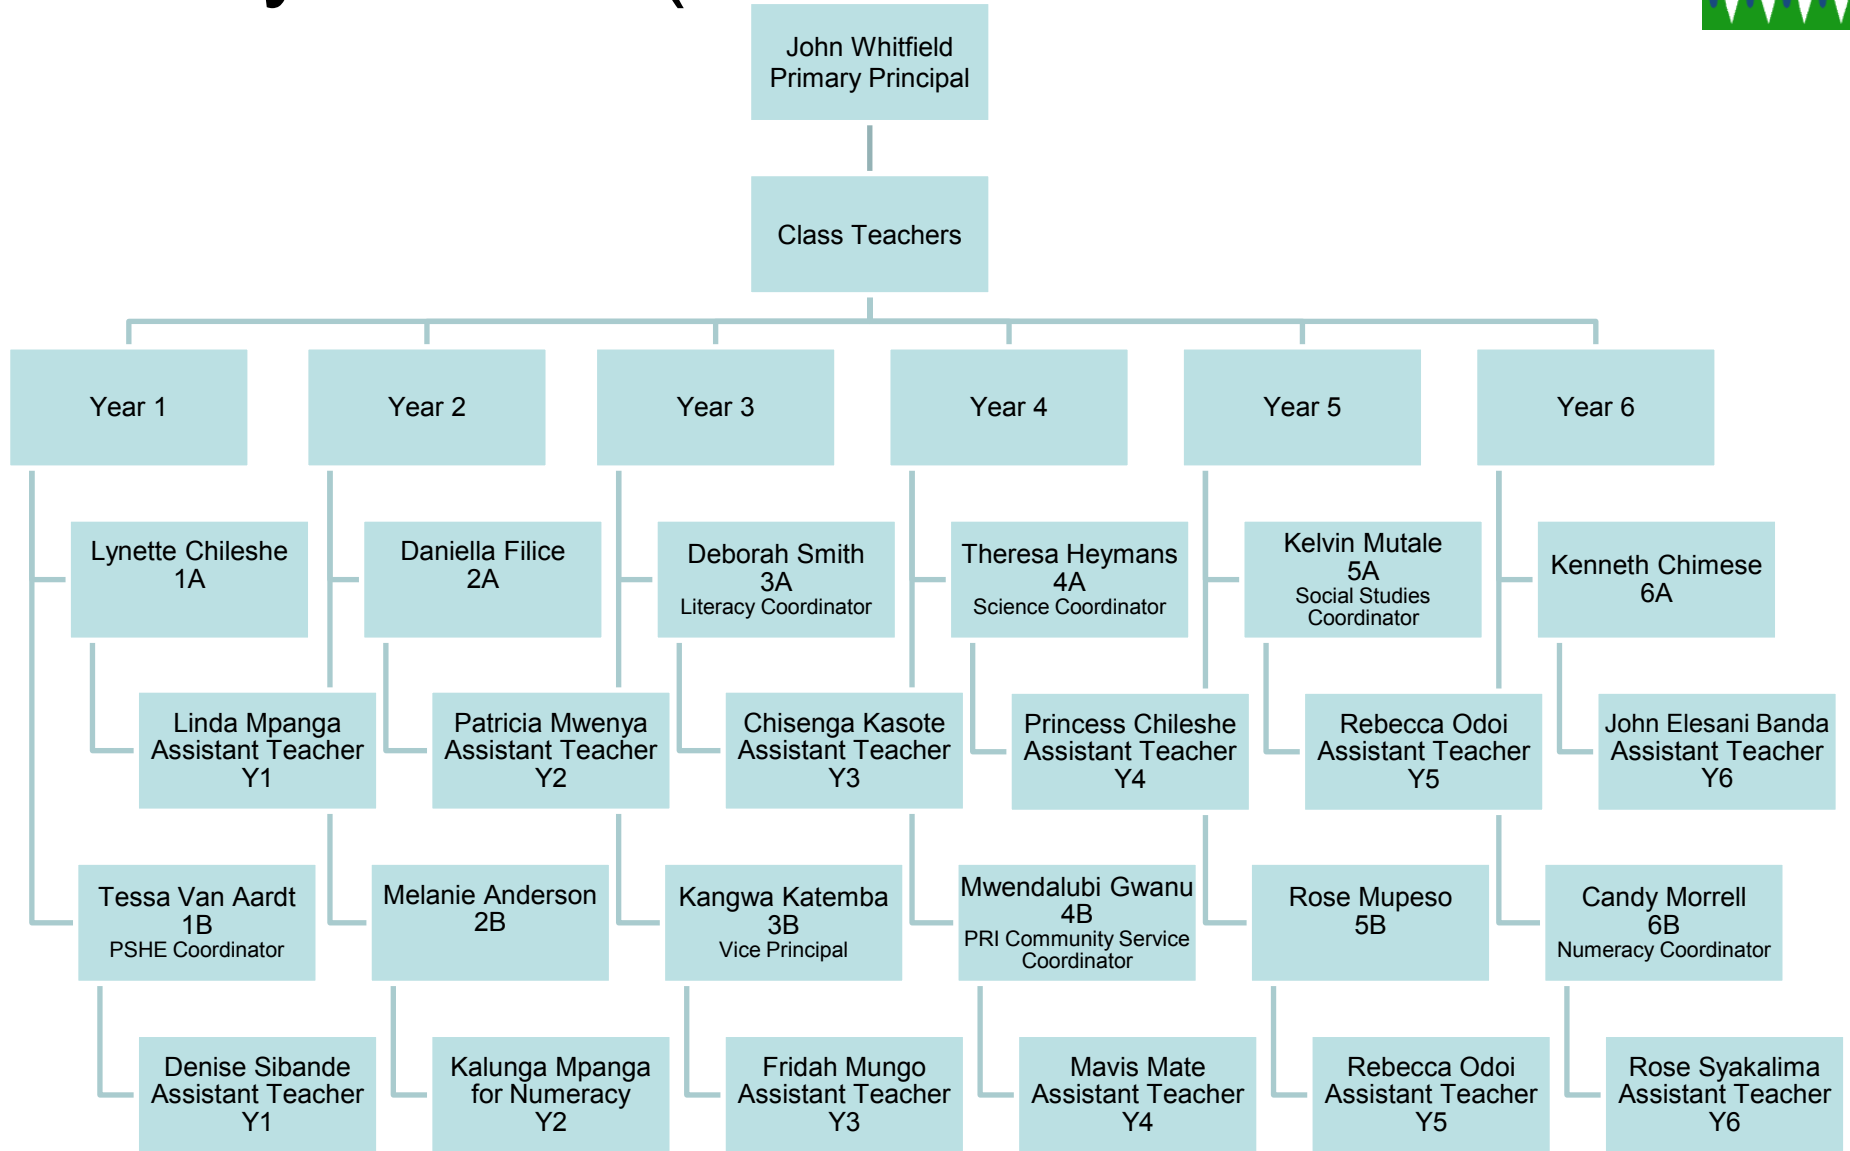 John Whitfield
Primary Principal
Class Teachers
Year 1
Year 2
Year 3
Year 4
Year 5
Year 6
Lynette Chileshe
1A
Daniella Filice
2A
Deborah Smith
3A
Literacy Coordinator
Theresa Heymans
4A
Science Coordinator
Kelvin Mutale
5A
Social Studies
Coordinator
Kenneth Chimese
6A
Linda Mpanga
Assistant Teacher
Y1
Patricia Mwenya
Assistant Teacher
Y2
Chisenga Kasote
Assistant Teacher
Y3
Princess Chileshe
Assistant Teacher
Y4
Rebecca Odoi
Assistant Teacher
Y5
John Elesani Banda
Assistant Teacher
Y6
Tessa Van Aardt
1B
PSHE Coordinator
Melanie Anderson
2B
Kangwa Katemba
3B
Vice Principal
Mwendalubi Gwanu
4B
PRI Community Service
Coordinator
Rose Mupeso
5B
Candy Morrell
6B
Numeracy Coordinator
Denise Sibande
Assistant Teacher
Y1
Kalunga Mpanga
for Numeracy
Y2
Fridah Mungo
Assistant Teacher
Y3
Mavis Mate
Assistant Teacher
Y4
Rebecca Odoi
Assistant Teacher
Y5
Rose Syakalima
Assistant Teacher
Y6